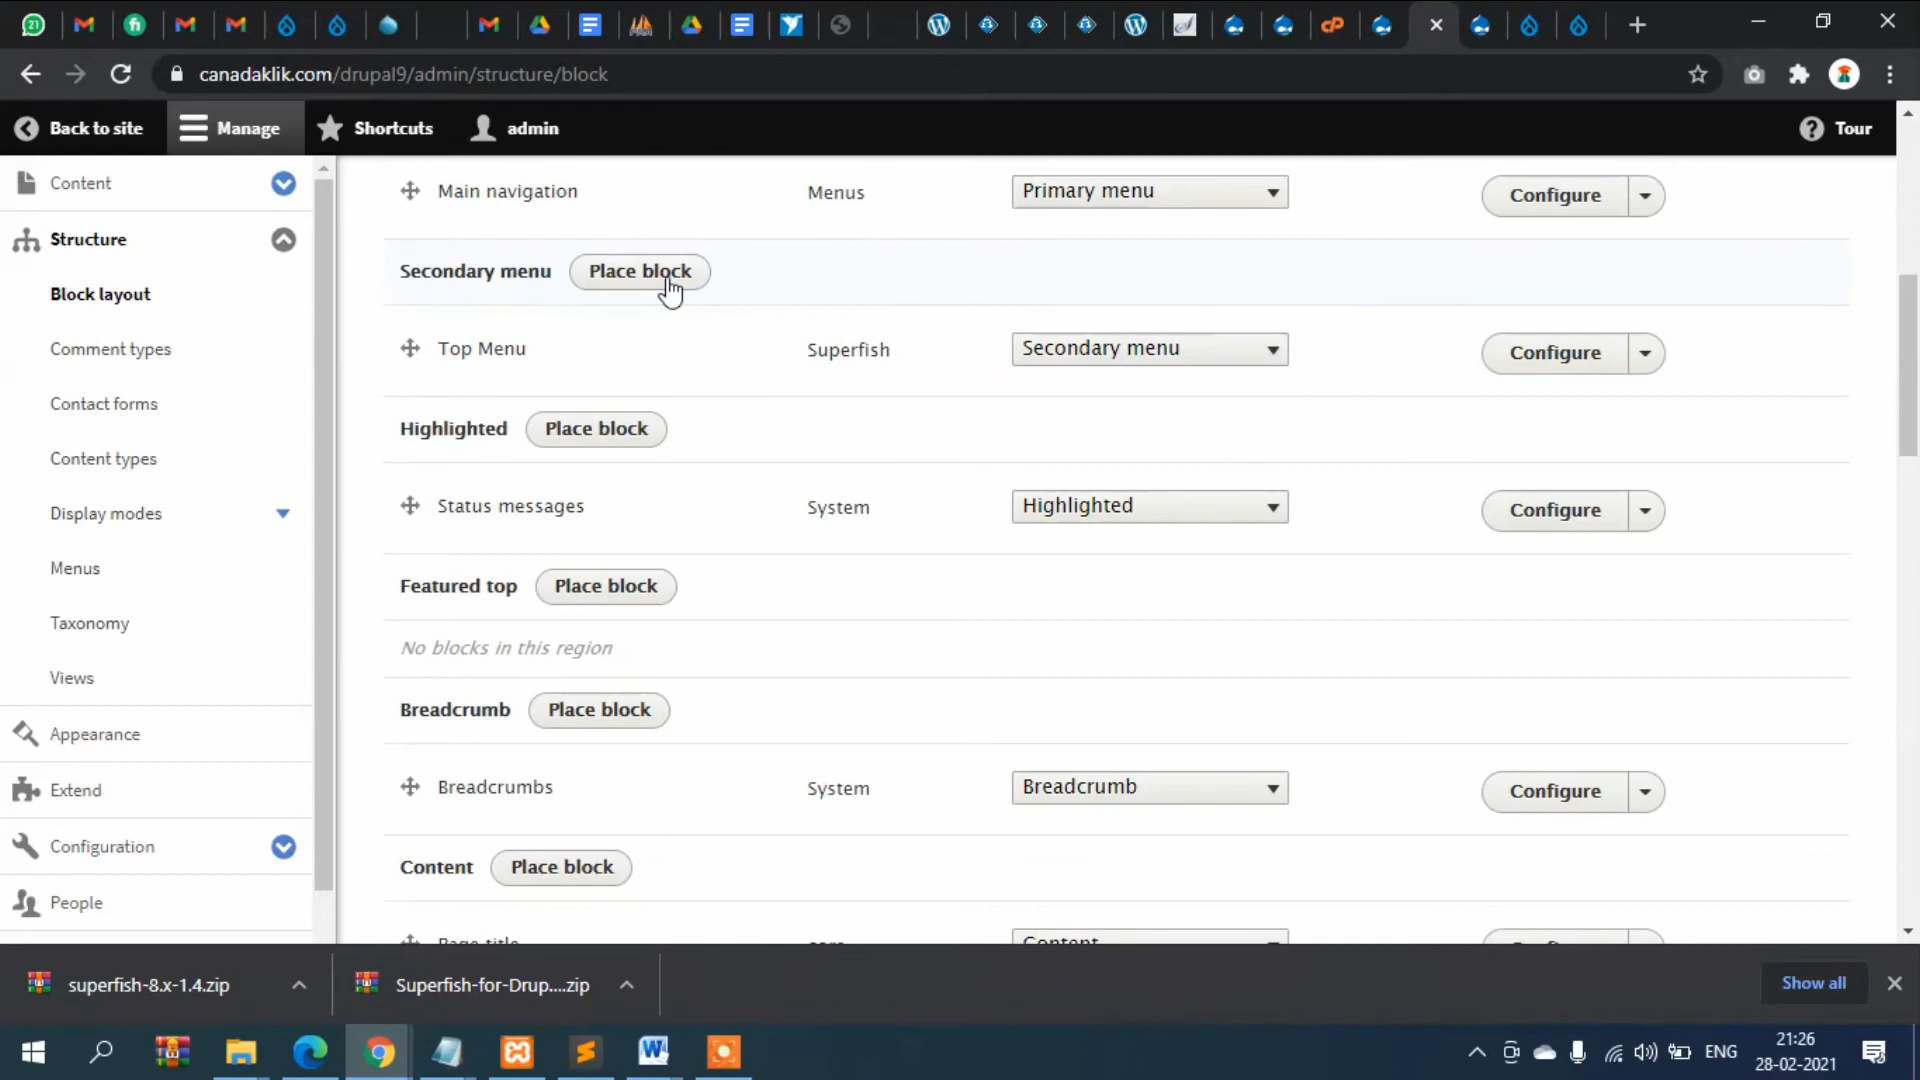 21
canadaklik.com/drupal9/admin/structure/block
Back to site
Manage
Shortcuts
admin
Tour
Content
Structure
Block layout
Comment types
Contact forms
Content types
Display modes
Menus
Taxonomy
Views
Appearance
Extend
Configuration
People
Main navigation Menus Primary menu Configure
Secondary menu Place block
Top Menu Superfish Secondary menu Configure
Highlighted Place block
Status messages System Highlighted Configure
Featured top Place block
No blocks in this region
Breadcrumb Place block
Breadcrumbs System Breadcrumb Configure
Content Place block
Page title Content
superfish-8.x-1.4.zip
Superfish-for-Drup....zip
Show all
ENG
21:26
28-02-2021